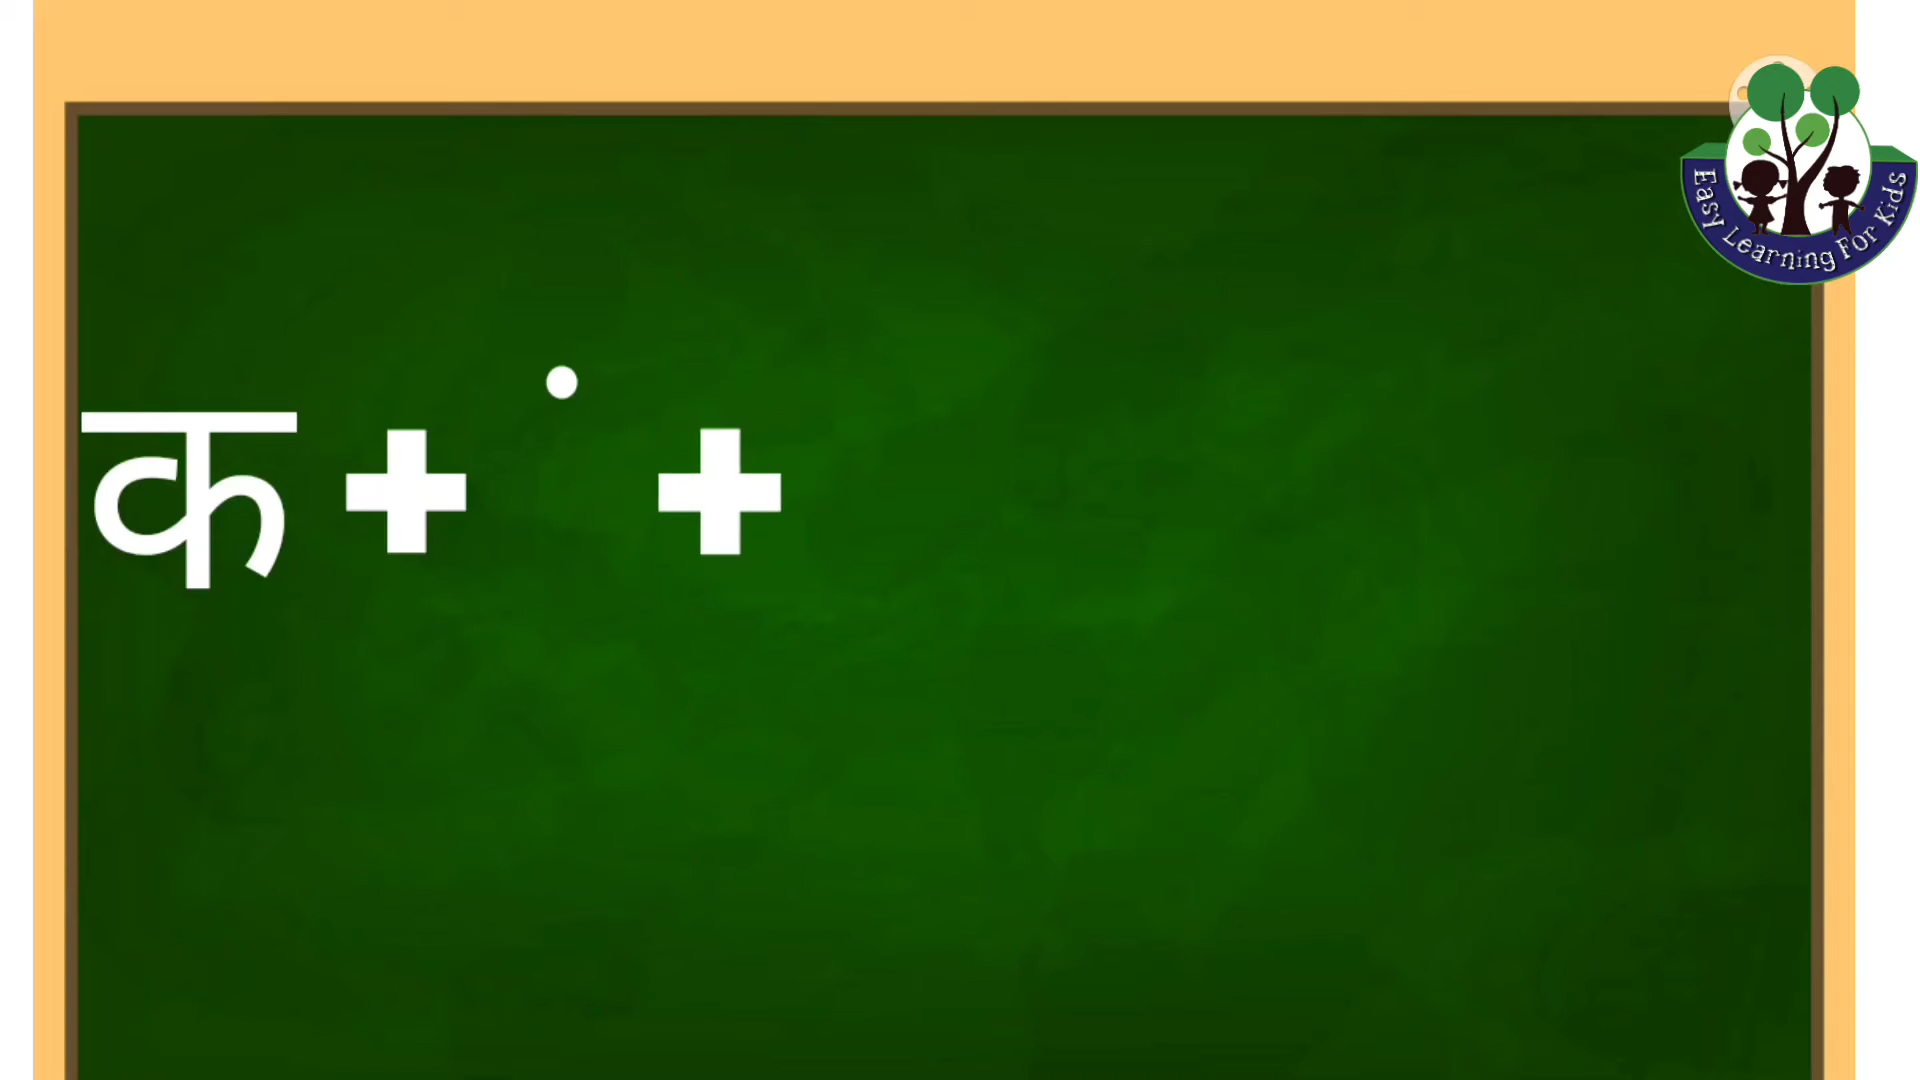 क + ं +
Easy Learning For Kids